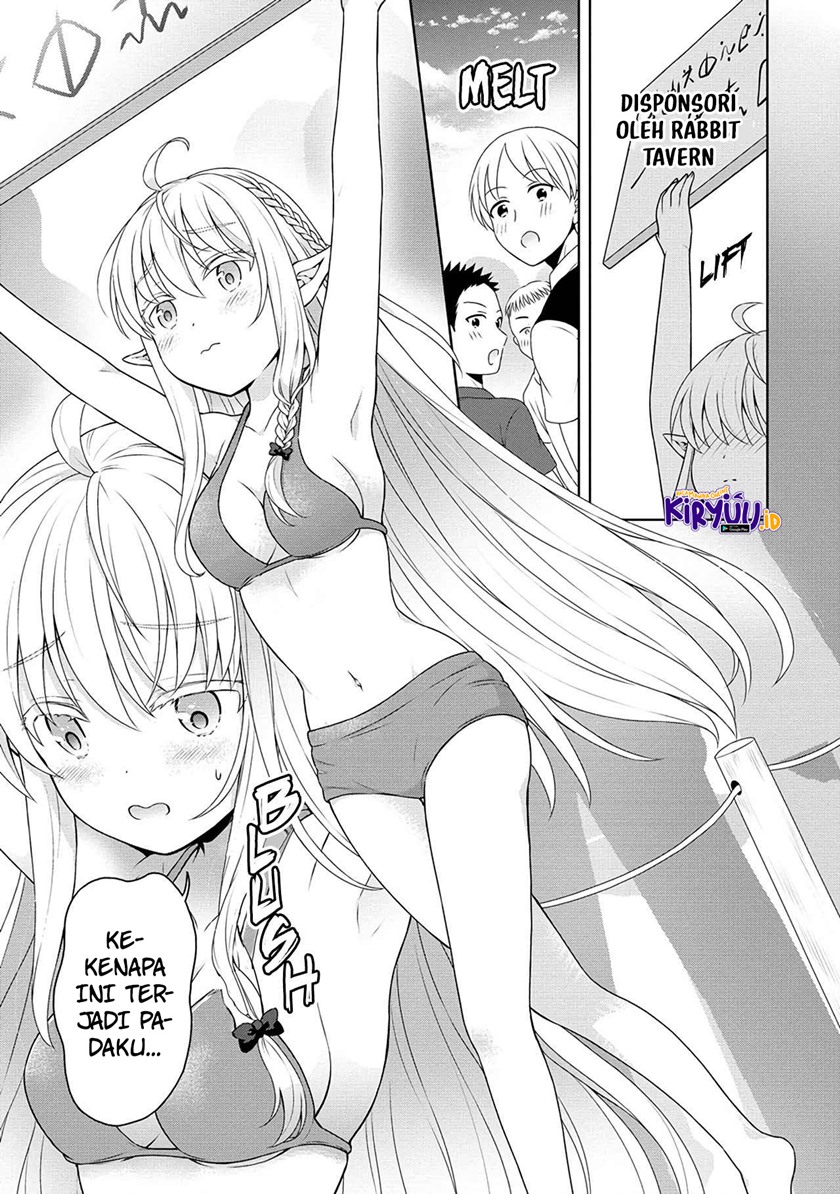 DISPONSORI
OLEH RABBIT
TAVERN
LIFT
MELT
KIRYUU.ID
BLUSH
KE-
KENAPA
INI TER-
JADI PA-
DAKU...